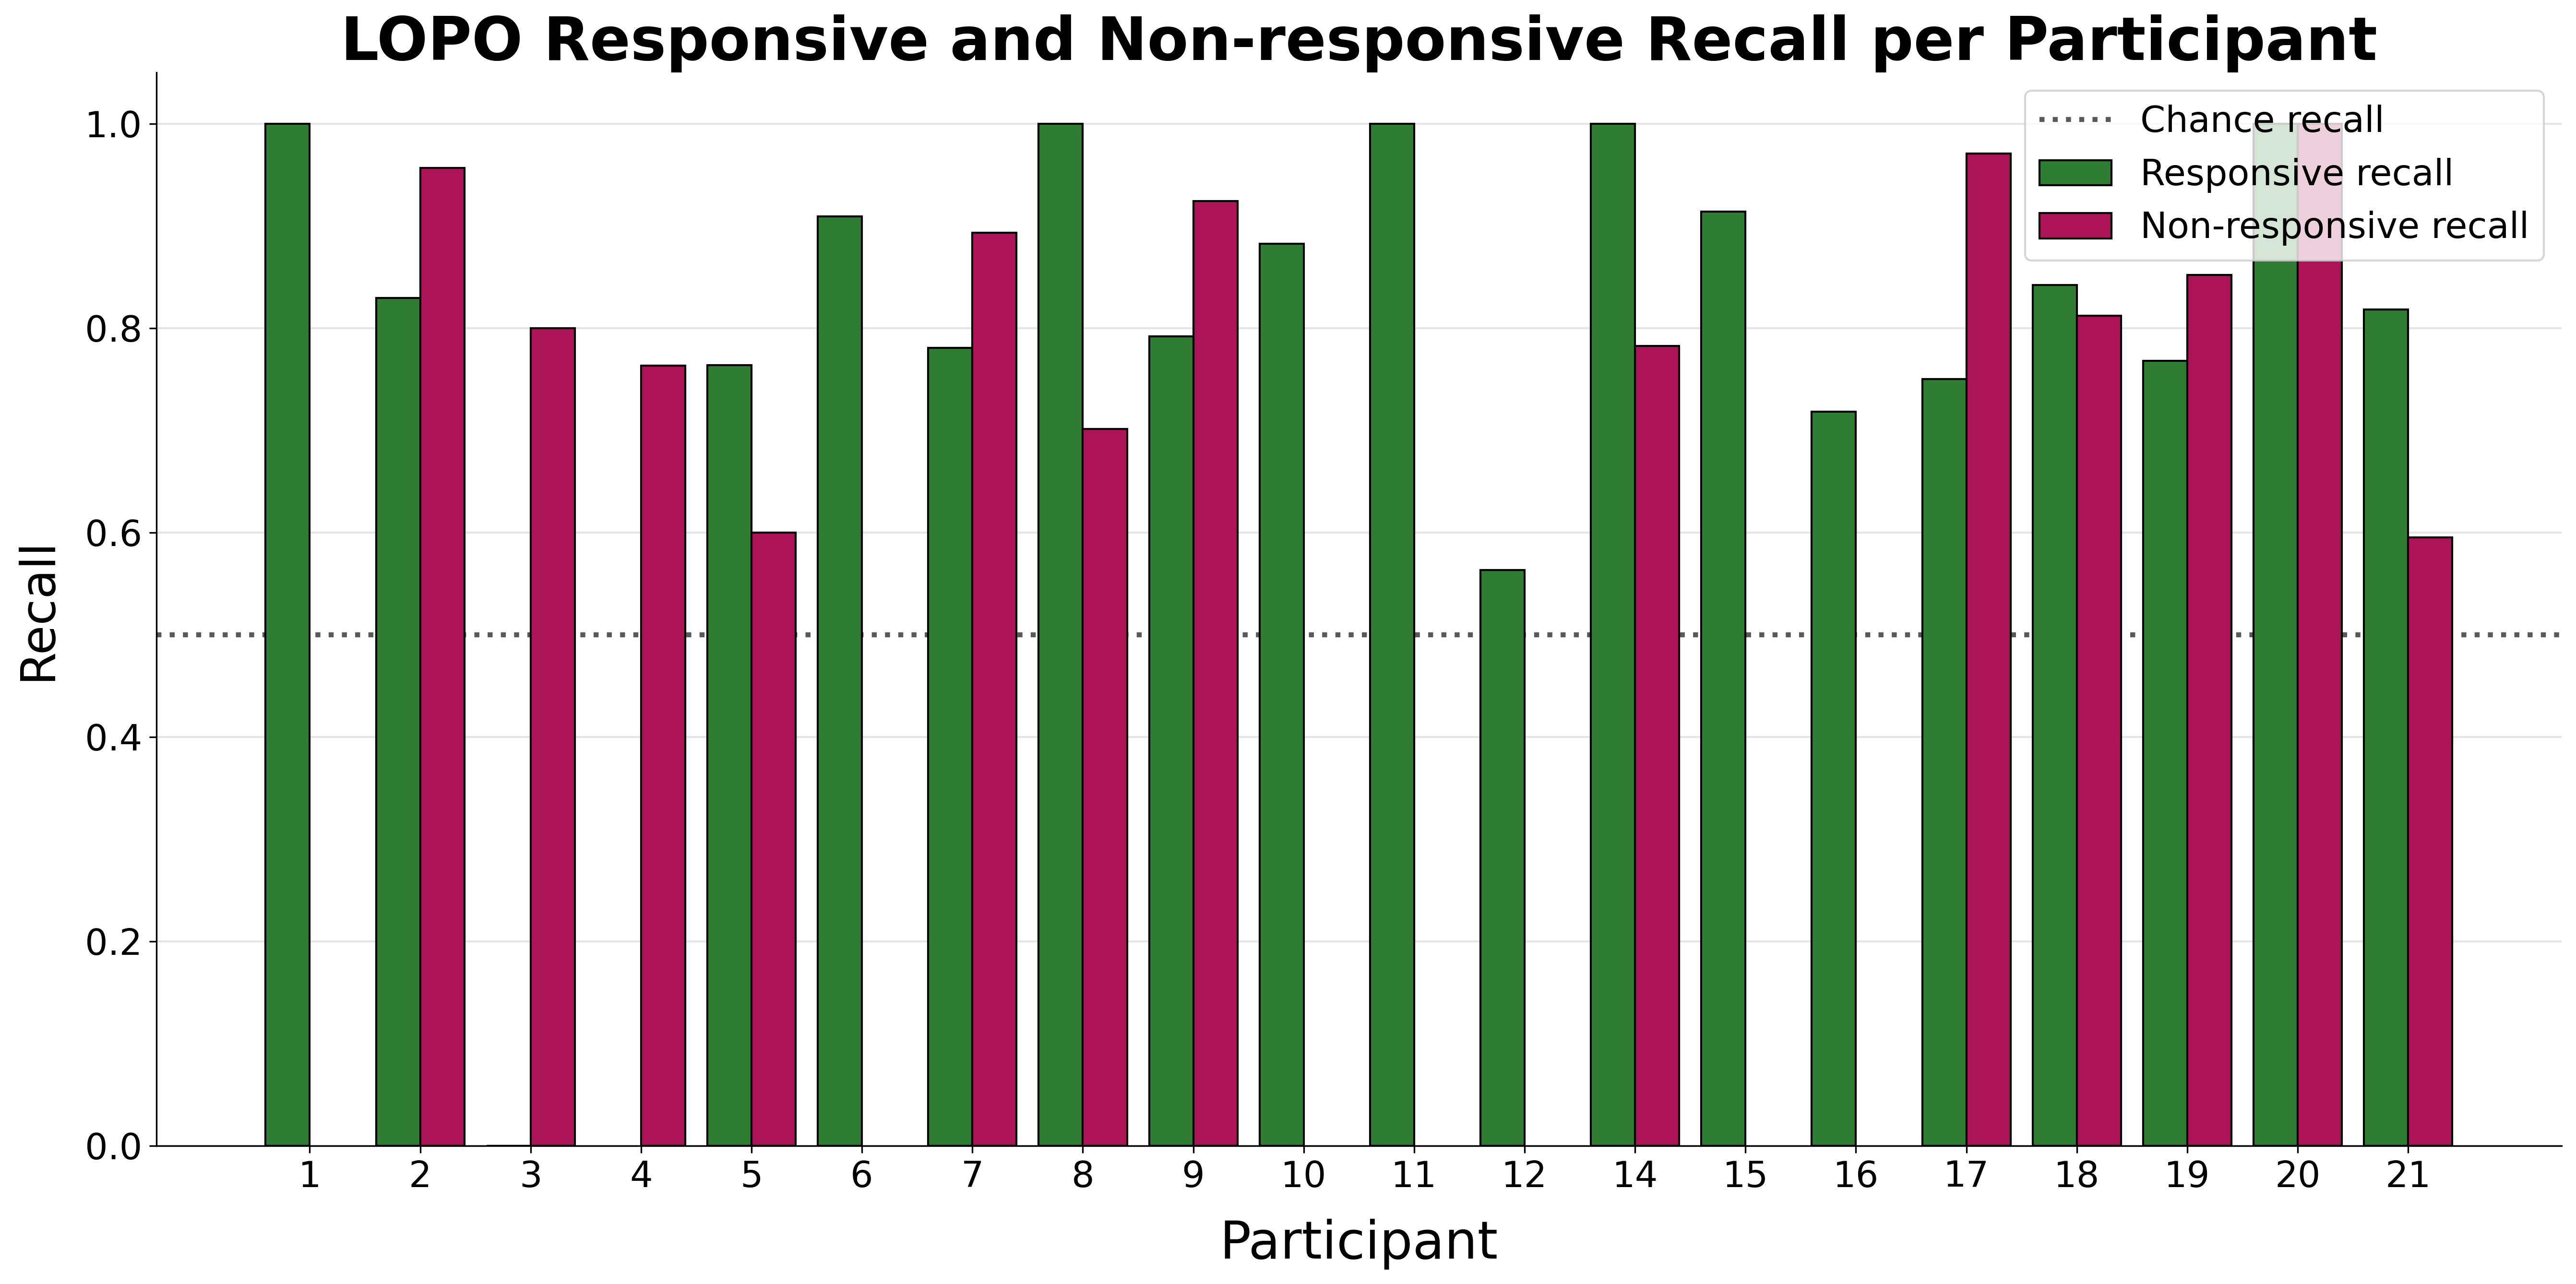 LOPO Responsive and Non-responsive Recall per Participant
Chance recall
Responsive recall
Non-responsive recall
1.0
0.8
0.6
0.4
0.2
0.0
Recall
1 2 3 4 5 6 7 8 9 10 11 12 14 15 16 17 18 19 20 21
Participant